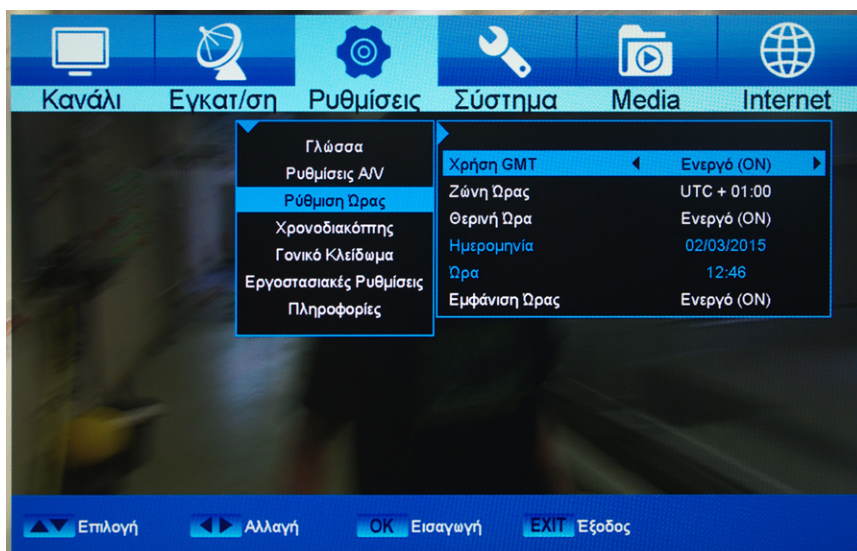 Κανάλι Εγκατ/ση Ρυθμίσεις Σύστημα Media Internet
Γλώσσα
Ρυθμίσεις A/V
Ρύθμιση Ώρας
Χρονοδιακόπτης
Γονικό Κλείδωμα
Εργοστασιακές Ρυθμίσεις
Πληροφορίες
Χρήση GMT Ενεργό (ON)
Ζώνη Ώρας UTC + 01:00
Θερινή Ώρα Ενεργό (ON)
Ημερομηνία 02/03/2015
Ώρα 12:46
Εμφάνιση Ώρας Ενεργό (ON)
Επιλογή Αλλαγή OK Εισαγωγή EXIT Έξοδος